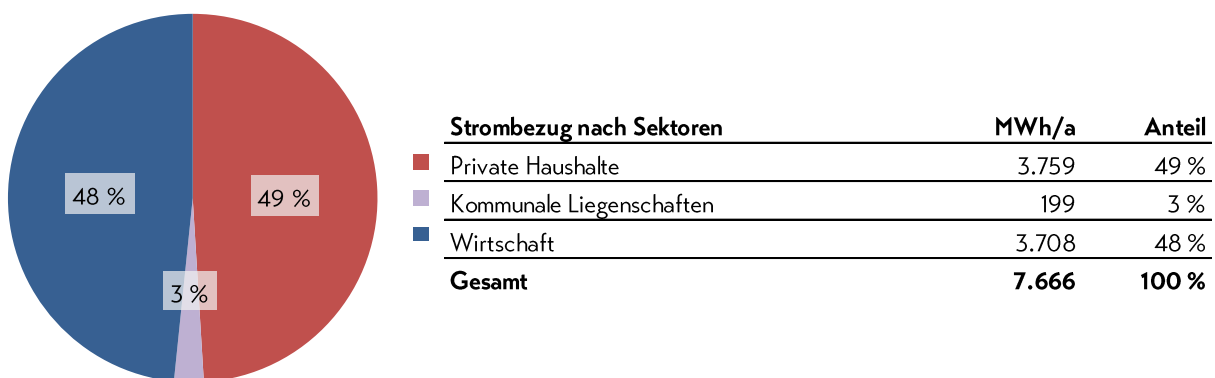 48 %
49 %
3 %
Strombezug nach Sektoren MWh/a Anteil
Private Haushalte 3.759 49 %
Kommunale Liegenschaften 199 3 %
Wirtschaft 3.708 48 %
Gesamt 7.666 100 %